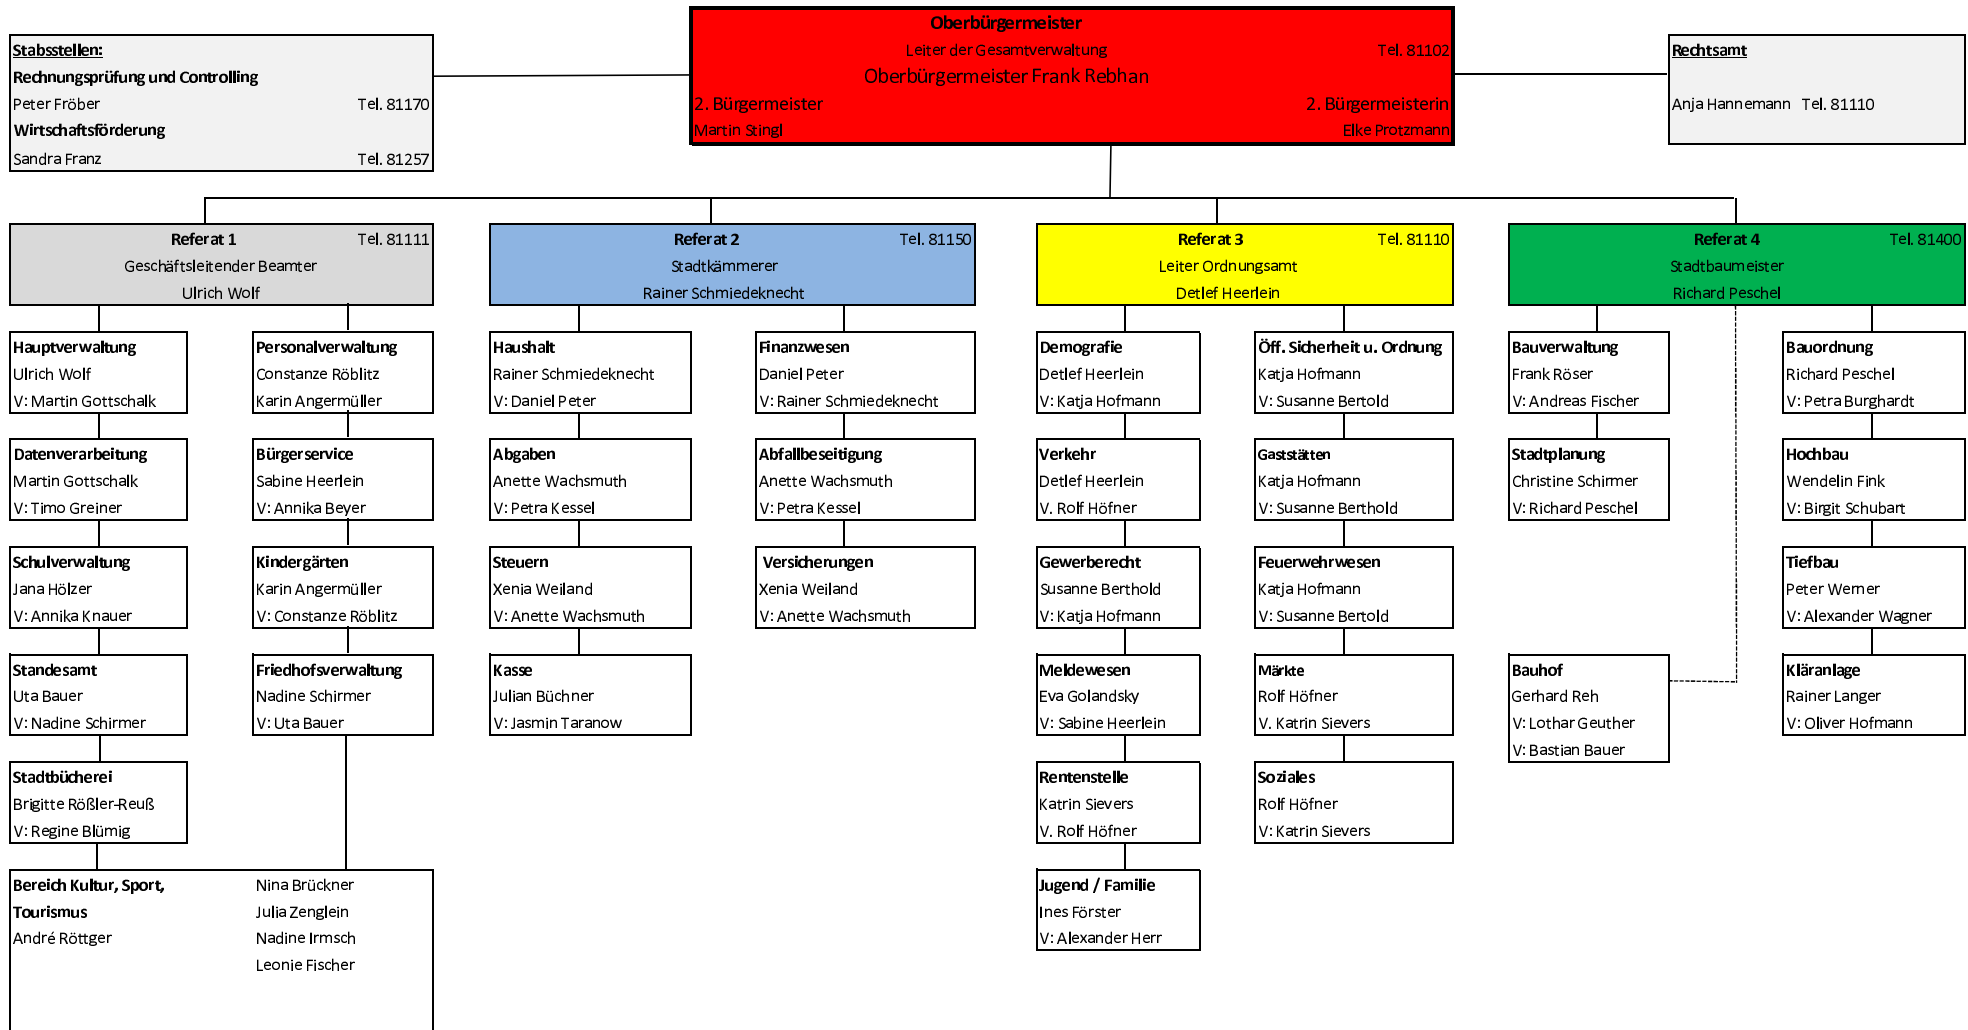 Oberbürgermeister
Leiter der Gesamtverwaltung Tel. 81102
Oberbürgermeister Frank Rebhan
2. Bürgermeister 2. Bürgermeisterin
Martin Stingl Elke Protzmann
Stabsstellen:
Rechnungsprüfung und Controlling
Peter Fröber Tel. 81170
Wirtschaftsförderung
Sandra Franz Tel. 81257
Rechtsamt
Anja Hannemann Tel. 81110
Referat 1 Tel. 81111
Geschäftsleitender Beamter
Ulrich Wolf
Hauptverwaltung
Ulrich Wolf
V: Martin Gottschalk
Datenverarbeitung
Martin Gottschalk
V: Timo Greiner
Schulverwaltung
Jana Hölzer
V: Annika Knauer
Standesamt
Uta Bauer
V: Nadine Schirmer
Stadtbücherei
Brigitte Rößler-Reuß
V: Regine Blümig
Personalverwaltung
Constanze Röblitz
Karin Angermüller
Bürgerservice
Sabine Heerlein
V: Annika Beyer
Kindergärten
Karin Angermüller
V: Constanze Röblitz
Friedhofsverwaltung
Nadine Schirmer
V: Uta Bauer
Bereich Kultur, Sport,
Tourismus
André Röttger
Nina Brückner
Julia Zenglein
Nadine Irmsch
Leonie Fischer
Referat 2 Tel. 81150
Stadtkämmerer
Rainer Schmiedeknecht
Haushalt
Rainer Schmiedeknecht
V: Daniel Peter
Abgaben
Anette Wachsmuth
V: Petra Kessel
Steuern
Xenia Weiland
V: Anette Wachsmuth
Kasse
Julian Büchner
V: Jasmin Taranow
Finanzwesen
Daniel Peter
V: Rainer Schmiedeknecht
Abfallbeseitigung
Anette Wachsmuth
V: Petra Kessel
Versicherungen
Xenia Weiland
V: Anette Wachsmuth
Referat 3 Tel. 81110
Leiter Ordnungsamt
Detlef Heerlein
Demografie
Detlef Heerlein
V: Katja Hofmann
Verkehr
Detlef Heerlein
V. Rolf Höfner
Gewerberecht
Susanne Berthold
V: Katja Hofmann
Meldewesen
Eva Golandsky
V: Sabine Heerlein
Rentenstelle
Katrin Sievers
V. Rolf Höfner
Jugend / Familie
Ines Förster
V: Alexander Herr
Öff. Sicherheit u. Ordnung
Katja Hofmann
V: Susanne Bertold
Gaststätten
Katja Hofmann
V: Susanne Berthold
Feuerwehrwesen
Katja Hofmann
V: Susanne Bertold
Märkte
Rolf Höfner
V. Katrin Sievers
Soziales
Rolf Höfner
V: Katrin Sievers
Referat 4 Tel. 81400
Stadtbaumeister
Richard Peschel
Bauverwaltung
Frank Röser
V: Andreas Fischer
Stadtplanung
Christine Schirmer
V: Richard Peschel
Bauhof
Gerhard Reh
V: Lothar Geuther
V: Bastian Bauer
Bauordnung
Richard Peschel
V: Petra Burghardt
Hochbau
Wendelin Fink
V: Birgit Schubart
Tiefbau
Peter Werner
V: Alexander Wagner
Kläranlage
Rainer Langer
V: Oliver Hofmann